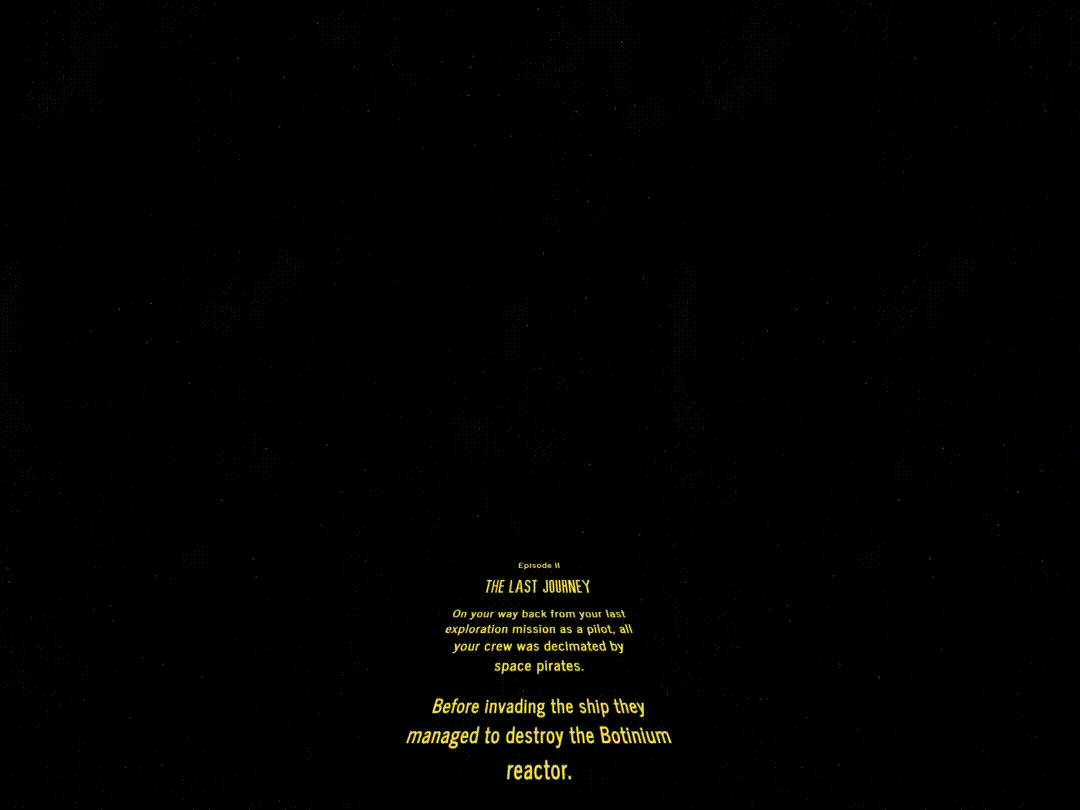 Episode II
THE LAST JOURNEY
On your way back from your last
exploration mission as a pilot, all
your crew was decimated by
space pirates.
Before invading the ship they
managed to destroy the Botinium
reactor.